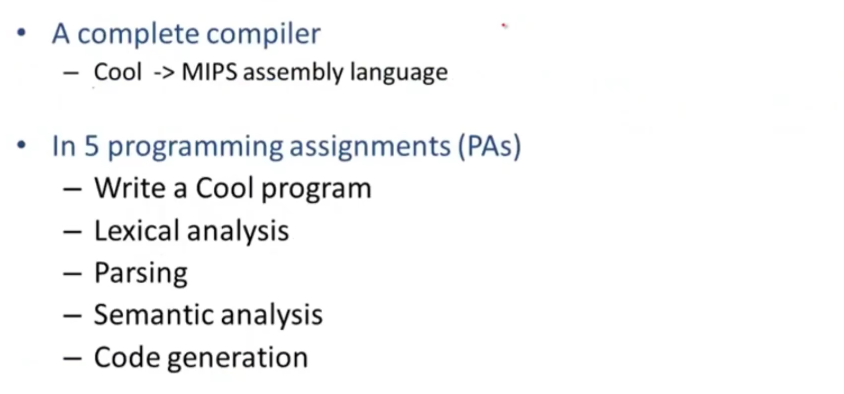 • A complete compiler
– Cool -> MIPS assembly language
• In 5 programming assignments (PAs)
– Write a Cool program
– Lexical analysis
– Parsing
– Semantic analysis
– Code generation